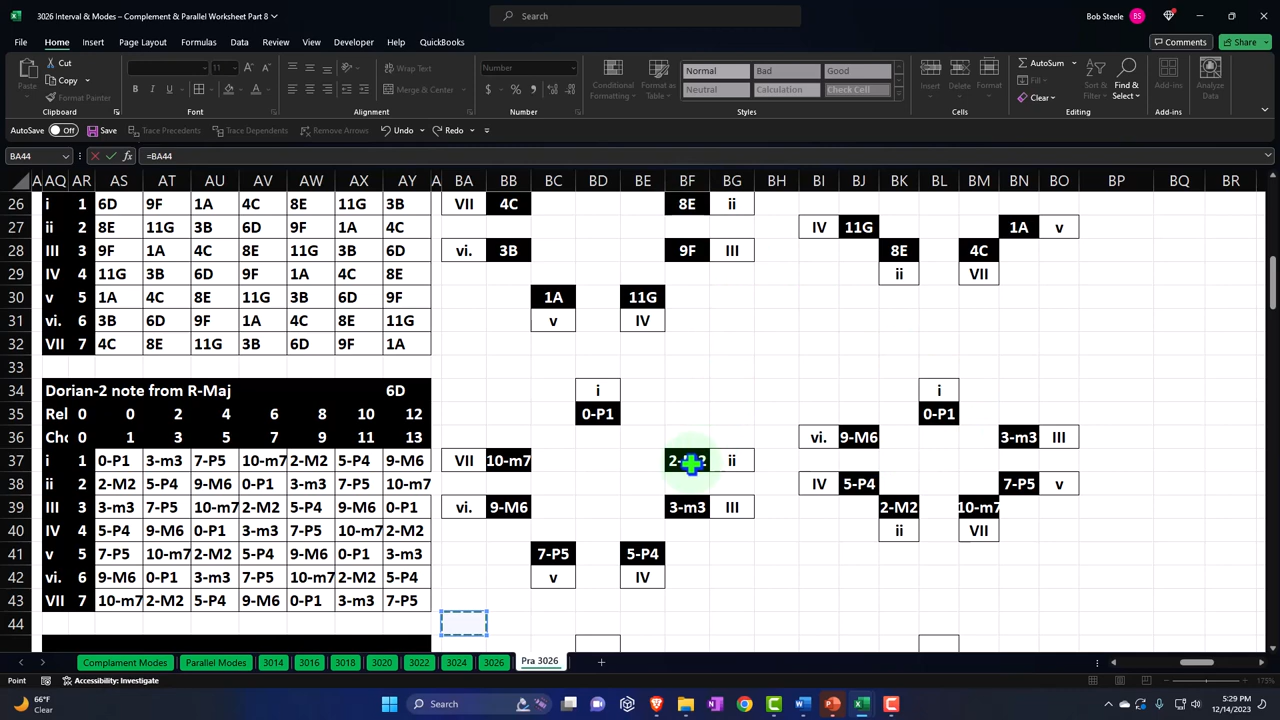 3026 Interval & Modes – Complement & Parallel Worksheet Part 8
Search
Bob Steele BS
File Home Insert Page Layout Formulas Data Review View Developer Help QuickBooks Comments Share
Cut
Copy
Format Painter
Paste
Clipboard
11
Font
Wrap Text
Merge & Center
Alignment
Number
Number
Conditional Formatting
Format as Table
Normal Bad Good
Neutral Calculation Check Cell
Styles
Insert Delete Format
Cells
AutoSum
Fill
Clear
Sort & Filter
Find & Select
Editing
Add-ins
Add-ins
Analyze Data
AutoSave Off Save Trace Precedents Trace Dependents Remove Arrows Undo Redo
BA44 fx =BA44
A AQ AR AS AT AU AV AW AX AY A BA BB BC BD BE BF BG BH BI BJ BK BL BM BN BO BP BQ BR
26 i 1 6D 9F 1A 4C 8E 11G 3B VII 4C 8E ii
27 ii 2 8E 11G 3B 6D 9F 1A 4C IV 11G 1A v
28 III 3 9F 1A 4C 8E 11G 3B 6D vi. 3B 9F III 8E 4C
29 IV 4 11G 3B 6D 9F 1A 4C 8E ii VII
30 v 5 1A 4C 8E 11G 3B 6D 9F 1A 11G
31 vi. 6 3B 6D 9F 1A 4C 8E 11G v IV
32 VII 7 4C 8E 11G 3B 6D 9F 1A
33
34 Dorian-2 note from R-Maj 6D i i
35 Rel 0 0 2 4 6 8 10 12 0-P1 0-P1
36 Cho 0 1 3 5 7 9 11 13 vi. 9-M6 3-m3 III
37 i 1 0-P1 3-m3 7-P5 10-m7 2-M2 5-P4 9-M6 VII 10-m7 ii
38 ii 2 2-M2 5-P4 9-M6 0-P1 3-m3 7-P5 10-m7 IV 5-P4 7-P5 v
39 III 3 3-m3 7-P5 10-m7 2-M2 5-P4 9-M6 0-P1 vi. 9-M6 3-m3 III 2-M2 10-m7
40 IV 4 5-P4 9-M6 0-P1 3-m3 7-P5 10-m7 2-M2 ii VII
41 v 5 7-P5 10-m7 2-M2 5-P4 9-M6 0-P1 3-m3 7-P5 5-P4
42 vi. 6 9-M6 0-P1 3-m3 7-P5 10-m7 2-M2 5-P4 v IV
43 VII 7 10-m7 2-M2 5-P4 9-M6 0-P1 3-m3 7-P5
44
Complament Modes Parallel Modes 3014 3016 3018 3020 3022 3024 3026 Pra 3026
Point Accessibility: Investigate 175%
66°F
Clear
Search
5:29 PM
12/14/2023